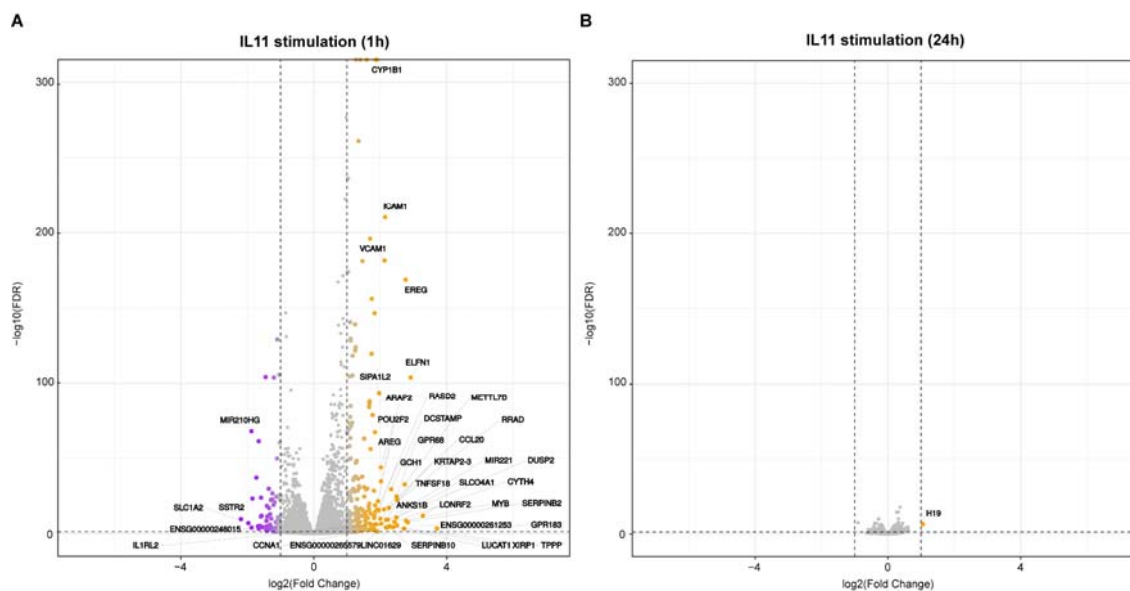 A
B
IL11 stimulation (1h)
IL11 stimulation (24h)
300
CYP1B1
ICAM1
200
VCAM1
EREG
ELFN1
100
SIPA1L2
ARAP2
RASD2
METTL7B
MIR210HG
POU2F2
DCSTAMP
RRAD
AREG
GPR68
CCL20
GCH1
KRTAP2-3
MIR221
DUSP2
TNFSF18
SLCO4A1
CYTH4
SLC1A2
SSTR2
ANKS1B
LONRF2
MYB
SERPINB2
ENSG00000246015
ENSG00000261253
GPR183
0
IL1RL2
CCNA1
ENSG00000265579
LINC01629
SERPINB10
LUCAT1
XIRP1
TPPP
−4
0
4
log2(Fold Change)
−log10(FDR)
300
200
100
H19
0
−4
0
4
log2(Fold Change)
−log10(FDR)